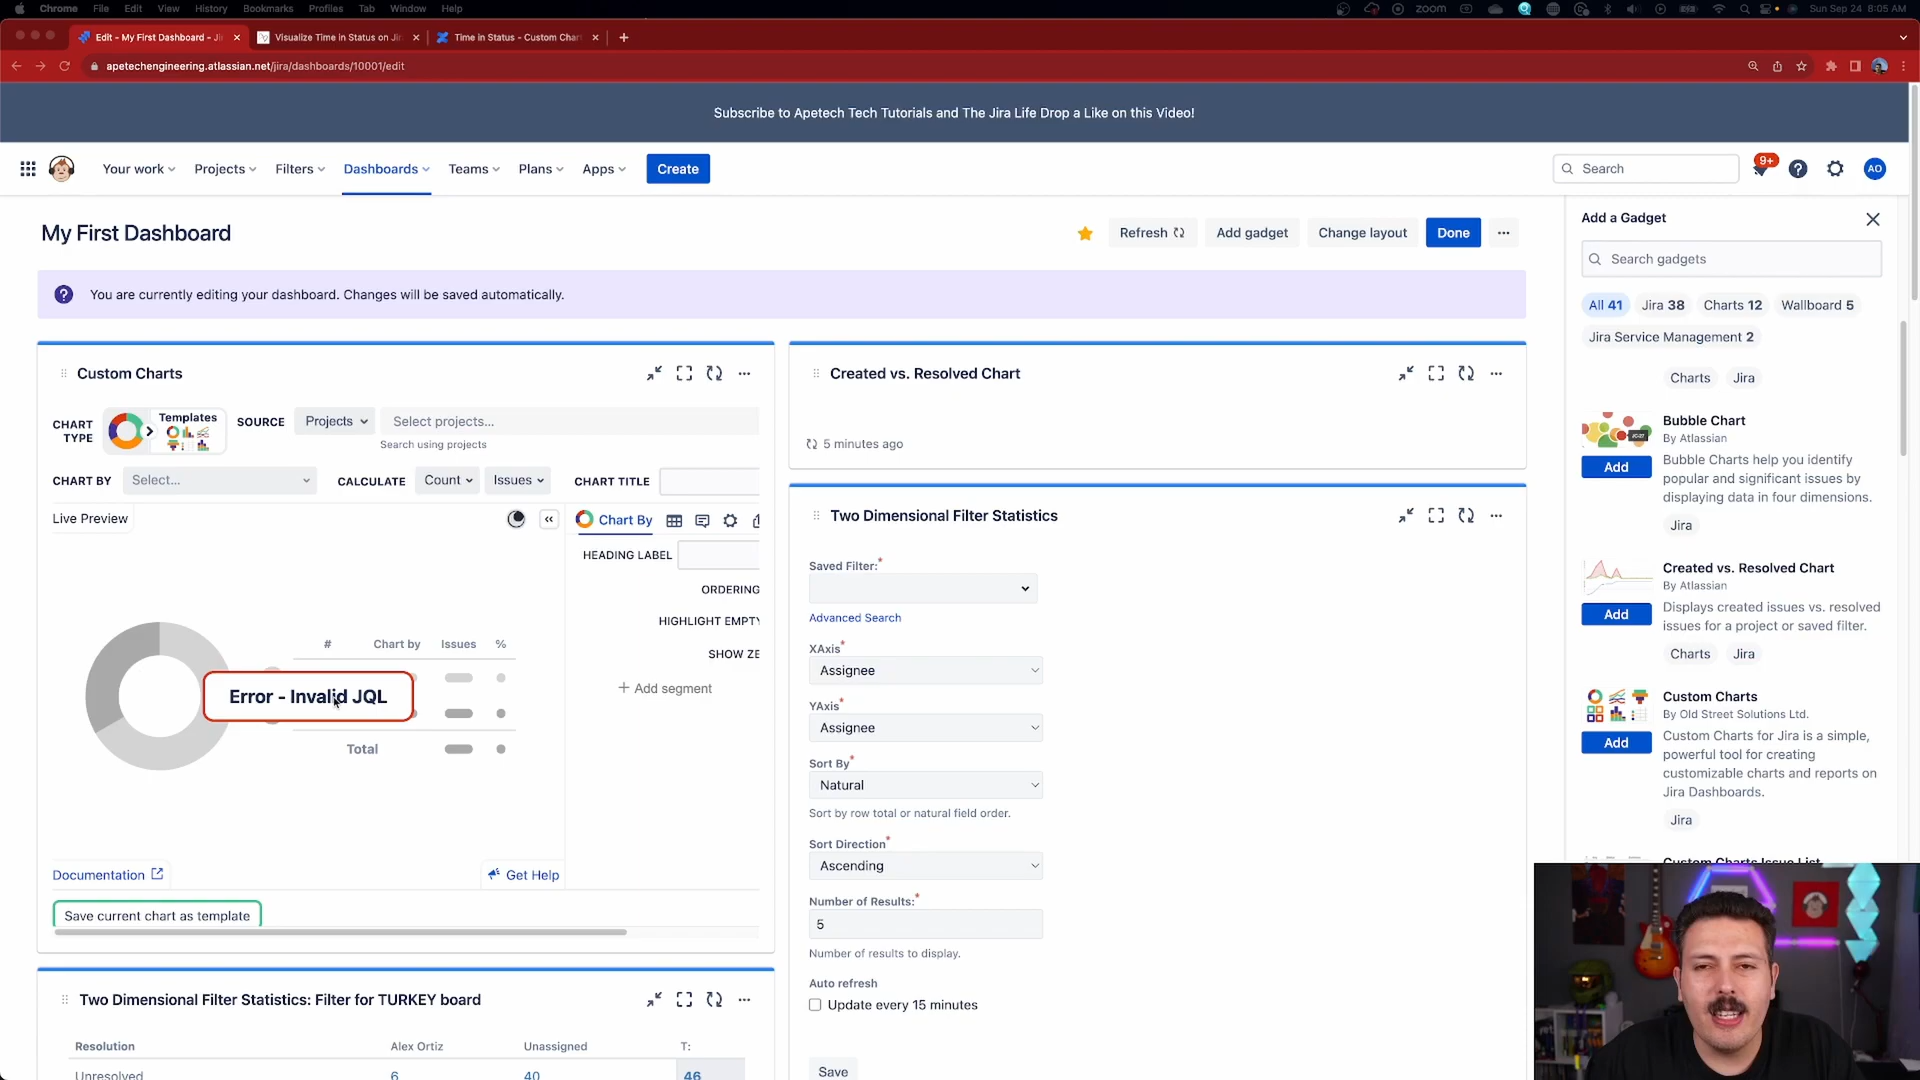 Chrome File Edit View History Bookmarks Profiles Tab Window Help
zoom
Sun Sep 24 8:05 AM
Edit - My First Dashboard - Ji
Visualize Time in Status on Ji
Time in Status - Custom Char
apetechengineering.atlassian.net/jira/dashboards/10001/edit
Subscribe to Apetech Tech Tutorials and The Jira Life Drop a Like on this Video!
Your work Projects Filters Dashboards Teams Plans Apps Create
Search
9+
AO
My First Dashboard
Refresh
Add gadget
Change layout
Done
You are currently editing your dashboard. Changes will be saved automatically.
Custom Charts
CHART TYPE
Templates
SOURCE
Projects
Select projects...
Search using projects
CHART BY
Select...
CALCULATE
Count
Issues
CHART TITLE
Live Preview
Chart By
HEADING LABEL
ORDERING
HIGHLIGHT EMPTY
SHOW ZE
+ Add segment
# Chart by Issues %
Error - Invalid JQL
Total
Documentation
Get Help
Save current chart as template
Two Dimensional Filter Statistics: Filter for TURKEY board
Resolution Alex Ortiz Unassigned T:
Unresolved 6 40 46
Created vs. Resolved Chart
5 minutes ago
Two Dimensional Filter Statistics
Saved Filter:*
Advanced Search
XAxis*
Assignee
YAxis*
Assignee
Sort By*
Natural
Sort by row total or natural field order.
Sort Direction*
Ascending
Number of Results:*
5
Number of results to display.
Auto refresh
Update every 15 minutes
Save
Add a Gadget
Search gadgets
All 41 Jira 38 Charts 12 Wallboard 5
Jira Service Management 2
Charts Jira
Bubble Chart
By Atlassian
Add
Bubble Charts help you identify
popular and significant issues by
displaying data in four dimensions.
Jira
Created vs. Resolved Chart
By Atlassian
Add
Displays created issues vs. resolved
issues for a project or saved filter.
Charts Jira
Custom Charts
By Old Street Solutions Ltd.
Add
Custom Charts for Jira is a simple,
powerful tool for creating
customizable charts and reports on
Jira Dashboards.
Jira
Custom Charts Issue List